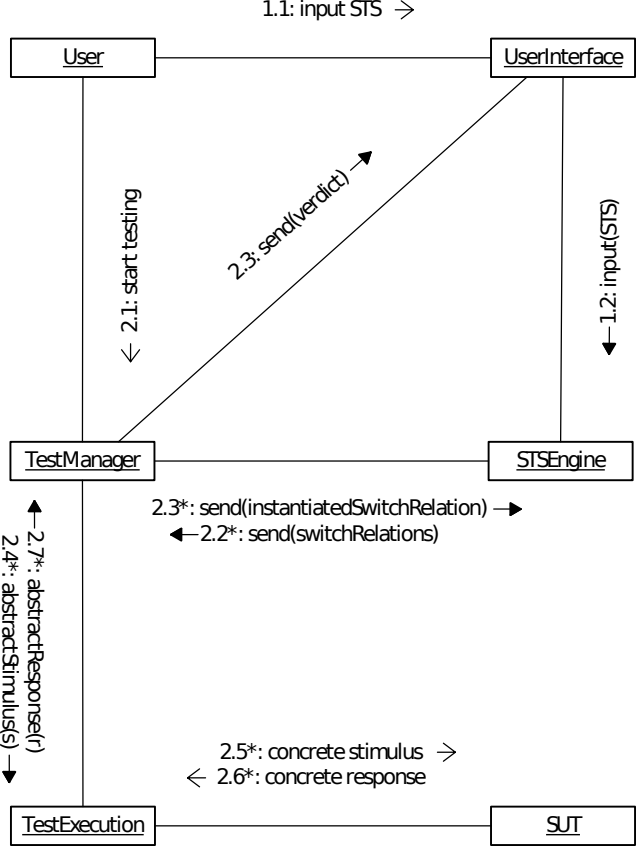 1.1: input STS
User
UserInterface
2.3: send(verdict)
2.1: start testing
1.2: input(STS)
TestManager
STSEngine
2.3*: send(instantiatedSwitchRelation)
2.2*: send(switchRelations)
2.4*: abstractStimulus(s)
2.7*: abstractResponse(r)
2.5*: concrete stimulus
2.6*: concrete response
TestExecution
SUT